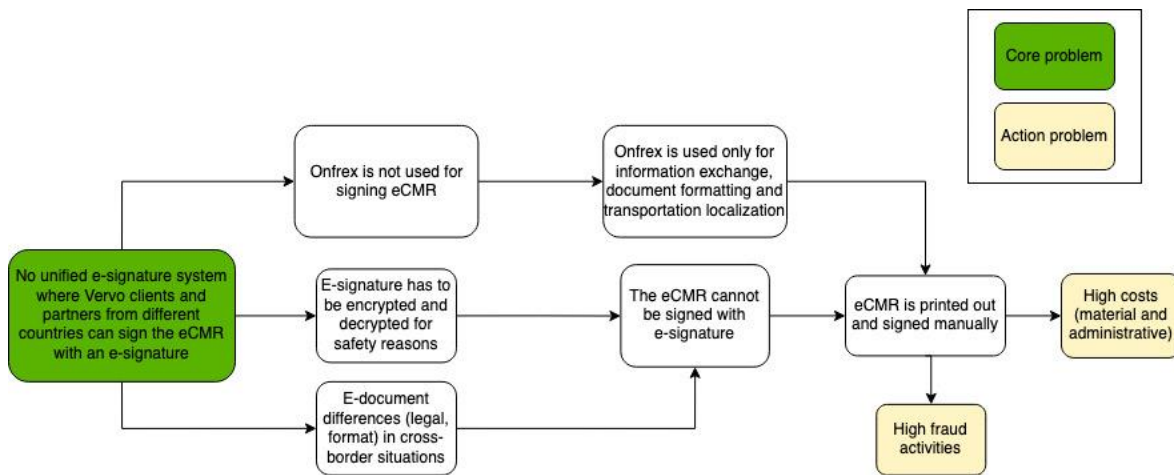 Core problem
Action problem
Onfrex is not used for
signing eCMR
Onfrex is used only for
information exchange,
document formatting and
transportation localization
No unified e-signature system
where Vervo clients and
partners from different
countries can sign the eCMR
with an e-signature
E-signature has to
be encrypted and
decrypted for
safety reasons
The eCMR cannot
be signed with
e-signature
eCMR is printed out
and signed manually
High costs
(material and
administrative)
E-document
differences (legal,
format) in cross-
border situations
High fraud
activities